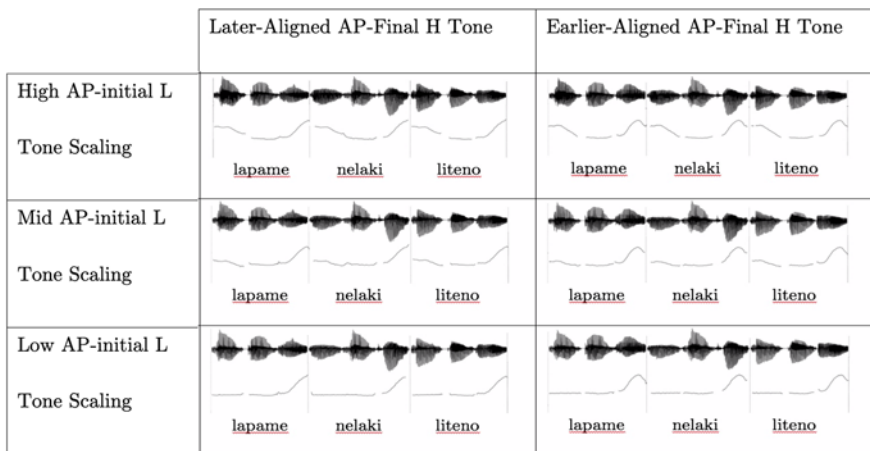 Later-Aligned AP-Final H Tone
Earlier-Aligned AP-Final H Tone
High AP-initial L
Tone Scaling
lapame
nelaki
liteno
lapame
nelaki
liteno
Mid AP-initial L
Tone Scaling
lapame
nelaki
liteno
lapame
nelaki
liteno
Low AP-initial L
Tone Scaling
lapame
nelaki
liteno
lapame
nelaki
liteno